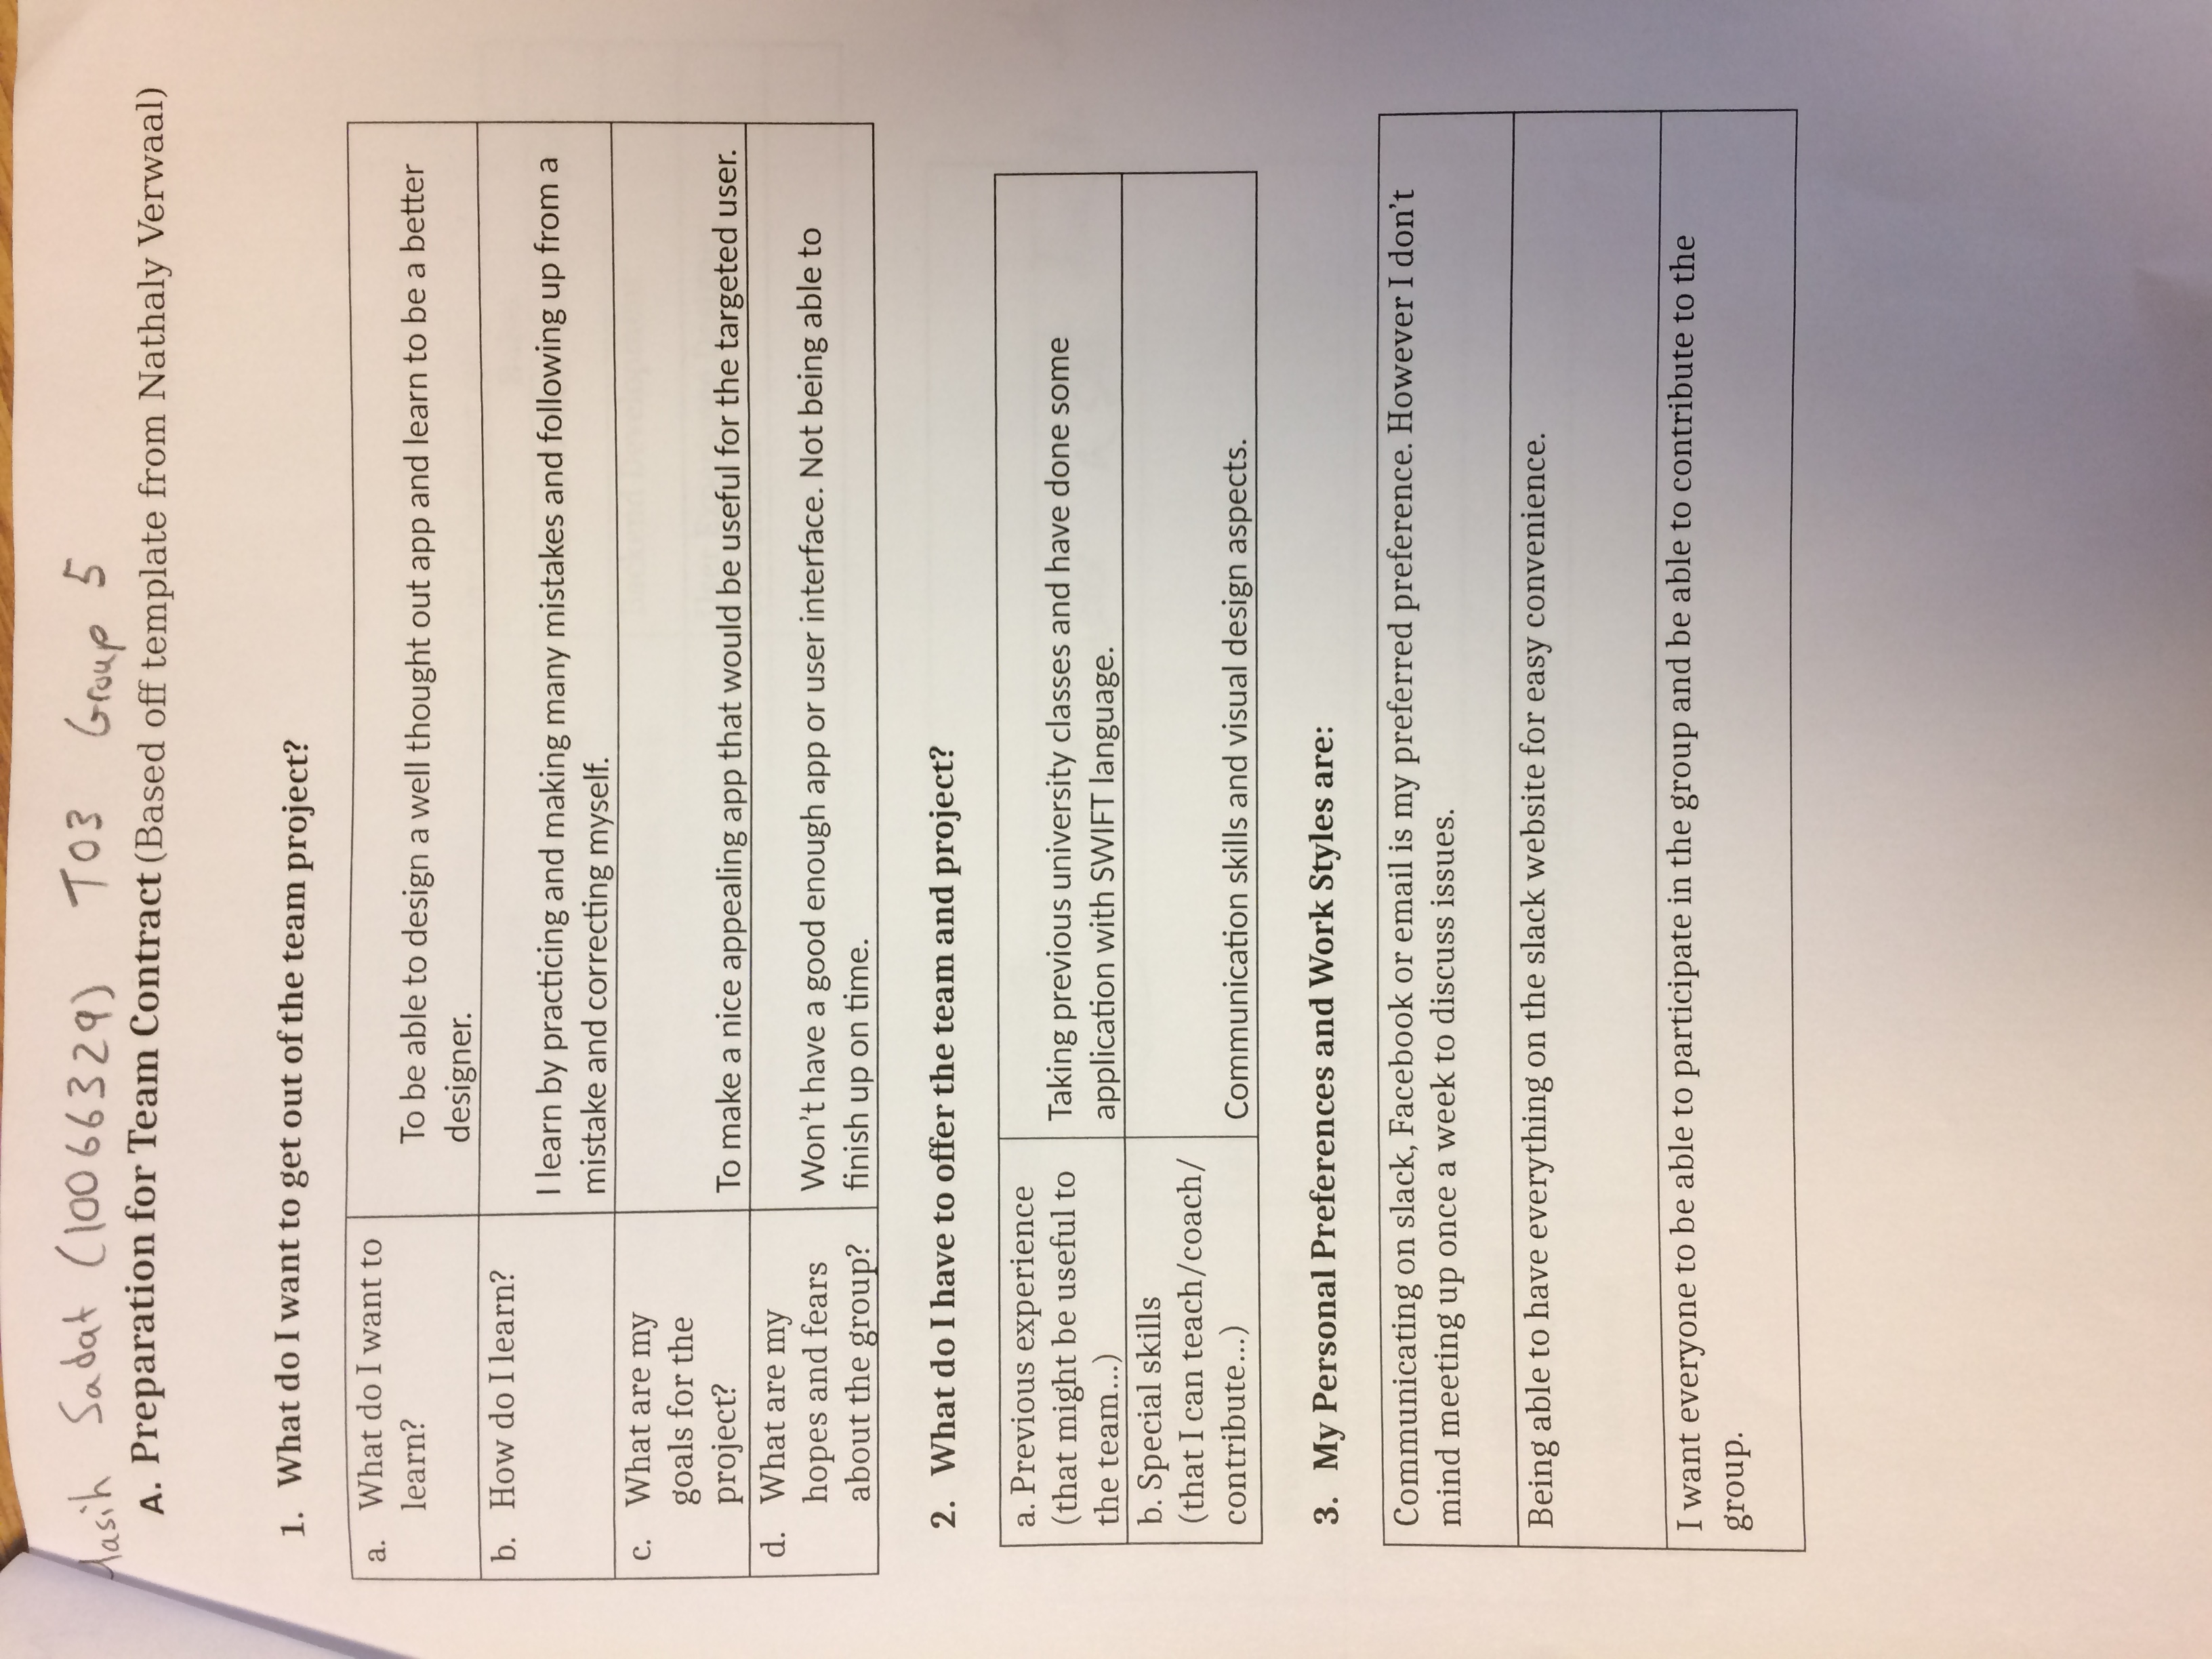 Sadat (10066329) T03 Group 5
A. Preparation for Team Contract (Based off template from Nathaly Verwaal)
1. What do I want to get out of the team project?
a. What do I want to
learn?
To be able to design a well thought out app and learn to be a better
designer.
b. How do I learn?
I learn by practicing and making many mistakes and following up from a
mistake and correcting myself.
c. What are my
goals for the
project?
To make a nice appealing app that would be useful for the targeted user.
d. What are my
hopes and fears
about the group?
Won't have a good enough app or user interface. Not being able to
finish up on time.
2. What do I have to offer the team and project?
a. Previous experience
(that might be useful to
the team...)
Taking previous university classes and have done some
application with SWIFT language.
b. Special skills
(that I can teach/coach/
contribute...)
Communication skills and visual design aspects.
3. My Personal Preferences and Work Styles are:
Communicating on slack, Facebook or email is my preferred preference. However I don't
mind meeting up once a week to discuss issues.
Being able to have everything on the slack website for easy convenience.
I want everyone to be able to participate in the group and be able to contribute to the
group.